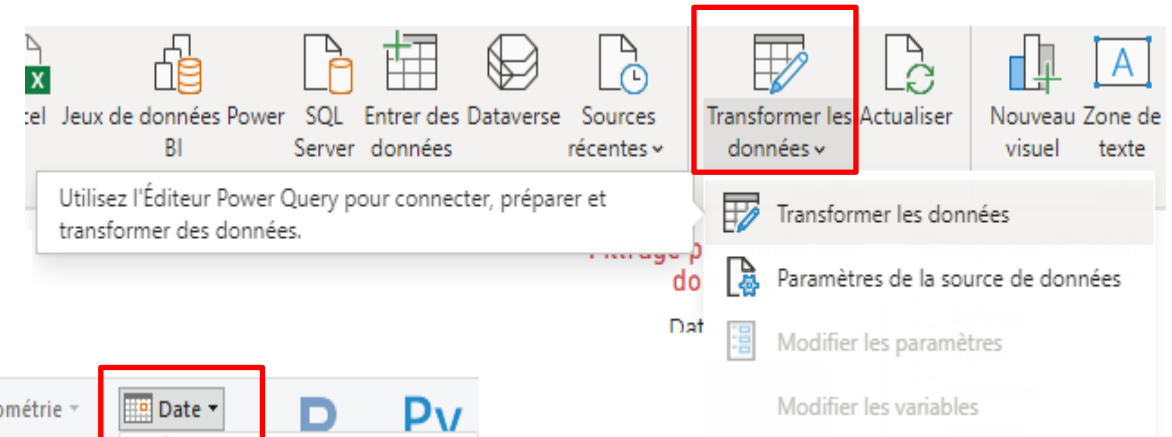 Jeux de données Power SQL Entrer des Dataverse Sources Transformer les Actualiser Nouveau Zone de
BI Server données récentes données visuel texte
Utilisez l'Éditeur Power Query pour connecter, préparer et
transformer des données.
Transformer les données
Paramètres de la source de données
Modifier les paramètres
Modifier les variables
Date
Py